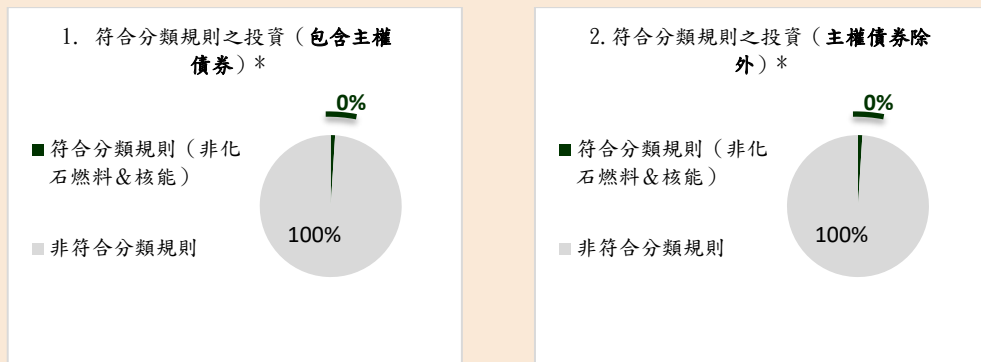 1. 符合分類規則之投資（包含主權
債券）*
0%
■符合分類規則（非化
石燃料&核能）
100%
■非符合分類規則
2.符合分類規則之投資（主權債券除
外）*
0%
■符合分類規則（非化
石燃料&核能）
100%
■非符合分類規則